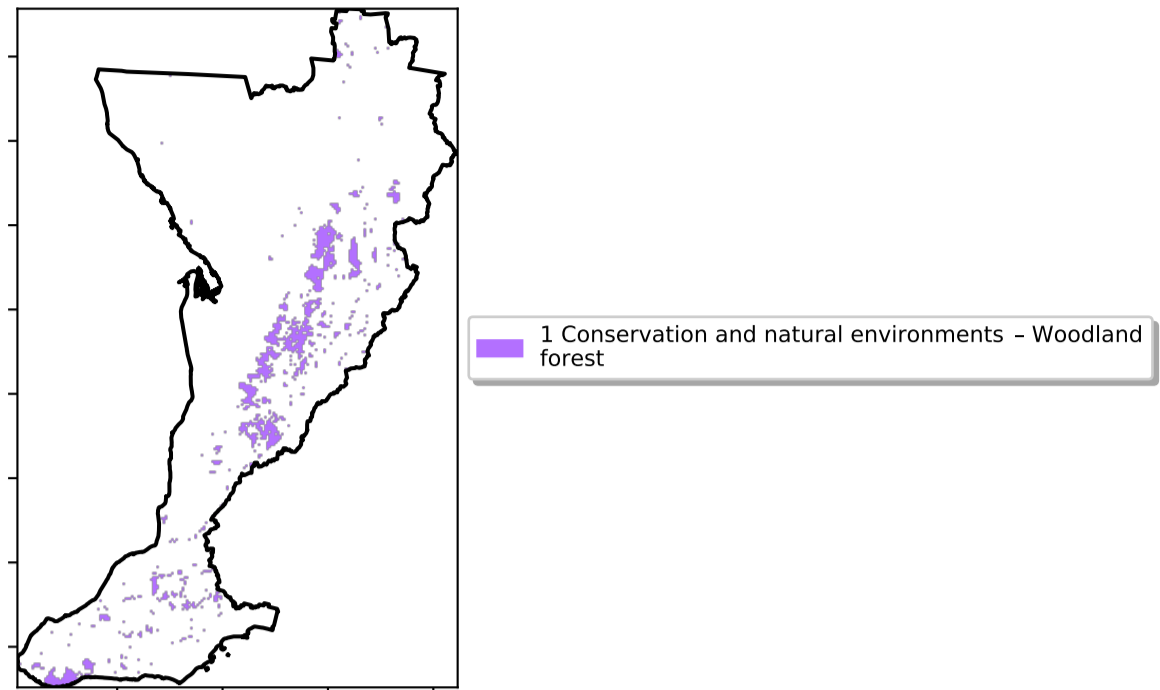 1 Conservation and natural environments – Woodland
forest